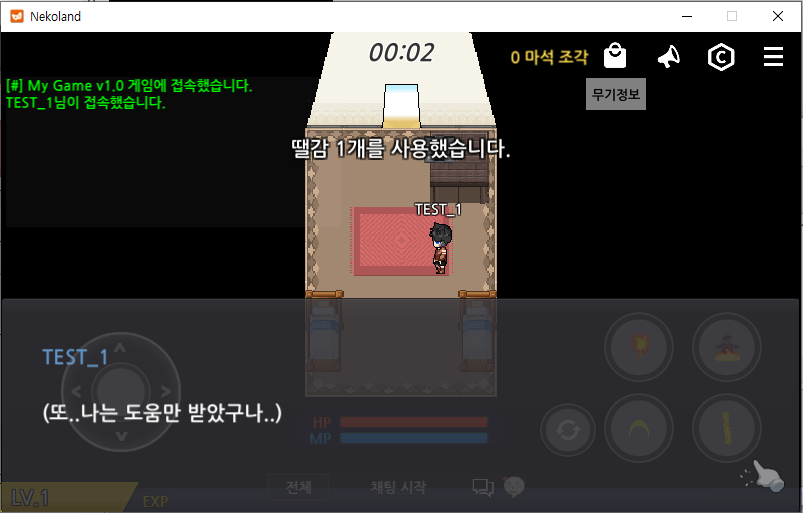 Nekoland
00:02
0 마석 조각
[#] My Game v1.0 게임에 접속했습니다.
TEST_1님이 접속했습니다.
무기정보
땔감 1개를 사용했습니다.
TEST_1
TEST_1
(또..나는 도움만 받았구나..)
HP
MP
전체
채팅 시작
LV.1
EXP